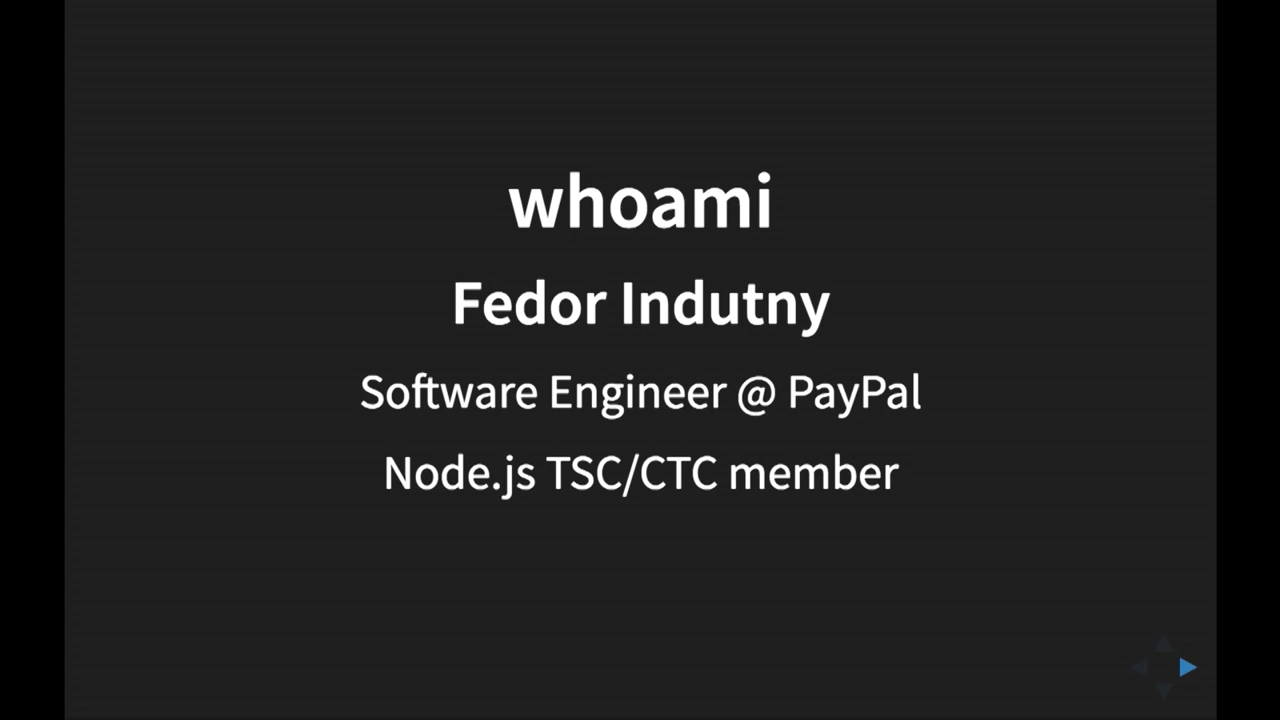 whoami
Fedor Indutny
Software Engineer @ PayPal
Node.js TSC/CTC member